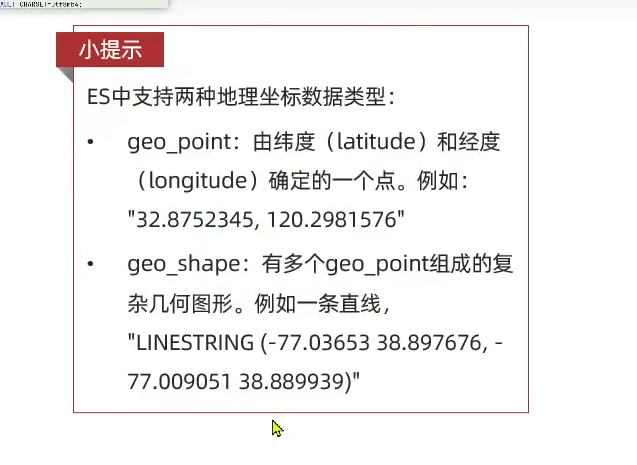 AULT CHARSET=utf8mb4;
小提示
ES中支持两种地理坐标数据类型：
• geo_point：由纬度（latitude）和经度
（longitude）确定的一个点。例如：
"32.8752345, 120.2981576"
• geo_shape：有多个geo_point组成的复
杂几何图形。例如一条直线，
"LINESTRING (-77.03653 38.897676, -
77.009051 38.889939)"